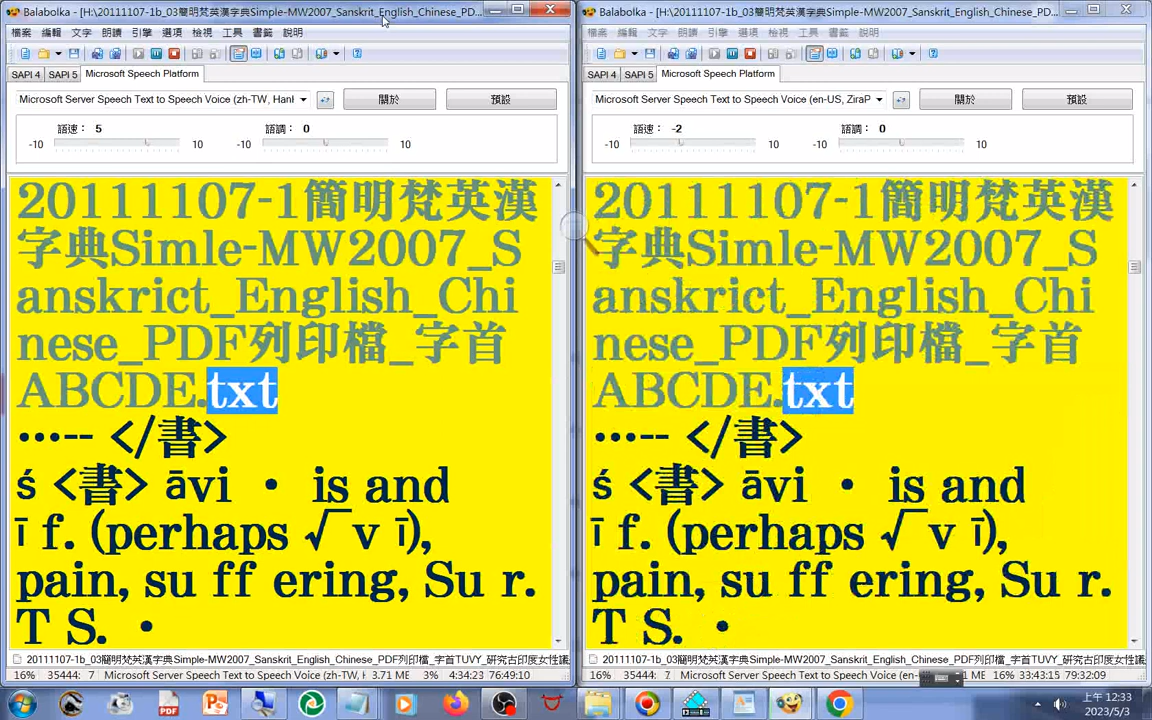 Balabolka - [H:\20111107-1b_03簡明梵英漢字典Simple-MW2007_Sanskrit_English_Chinese_PD...
檔案 編輯 文字 朗讀 引擎 選項 檢視 工具 書籤 說明
SAPI 4 SAPI 5 Microsoft Speech Platform
Microsoft Server Speech Text to Speech Voice (zh-TW, Hanl
關於 預設
語速： 5 語調： 0
-10 10 -10 10
20111107-1簡明梵英漢
字典Simle-MW2007_S
anskrict_English_Chi
nese_PDF列印檔_字首
ABCDE.txt
…-- </書>
ś <書> āvi • is and
ī f. (perhaps √ v ī),
pain, su ff ering, Su r.
T S. •
20111107-1b_03簡明梵英漢字典Simple-MW2007_Sanskrit_English_Chinese_PDF列印檔_字首TUVY_研究古印度女性議
16% 35444: 7 Microsoft Server Speech Text to Speech Voice (zh-TW, H 3.71 ME 3% 4:34:23 76:49:10
Balabolka - [H:\20111107-1b_03簡明梵英漢字典Simple-MW2007_Sanskrit_English_Chinese_PD...
檔案 編輯 文字 朗讀 引擎 選項 檢視 工具 書籤 說明
SAPI 4 SAPI 5 Microsoft Speech Platform
Microsoft Server Speech Text to Speech Voice (en-US, ZiraP
關於 預設
語速： -2 語調： 0
-10 10 -10 10
20111107-1簡明梵英漢
字典Simle-MW2007_S
anskrict_English_Chi
nese_PDF列印檔_字首
ABCDE.txt
…-- </書>
ś <書> āvi • is and
ī f. (perhaps √ v ī),
pain, su ff ering, Su r.
T S. •
20111107-1b_03簡明梵英漢字典Simple-MW2007_Sanskrit_English_Chinese_PDF列印檔_字首TUVY_研究古印度女性議
16% 35444: 7 Microsoft Server Speech Text to Speech Voice (en- 16% 33:43:15 79:32:09
上午 12:33
2023/5/3